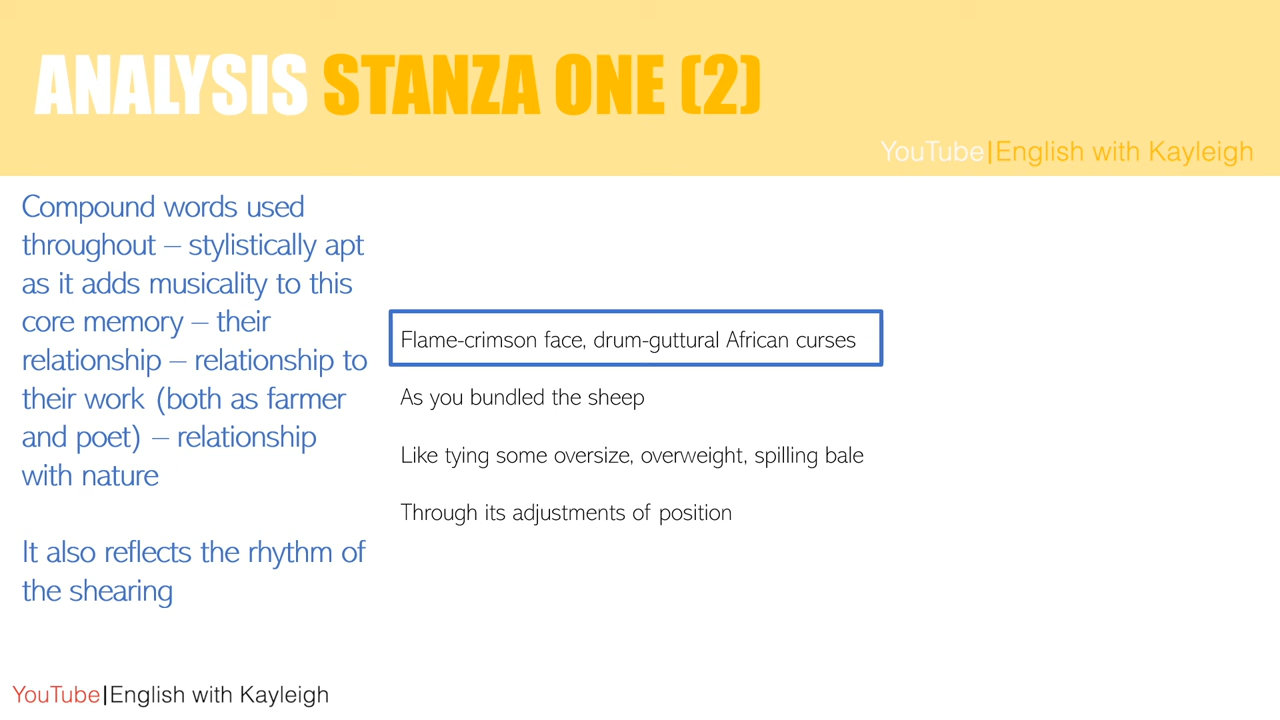 ANALYSIS STANZA ONE (2)
YouTube|English with Kayleigh
Compound words used
throughout – stylistically apt
as it adds musicality to this
core memory – their
relationship – relationship to
their work (both as farmer
and poet) – relationship
with nature
It also reflects the rhythm of
the shearing
Flame-crimson face, drum-guttural African curses
As you bundled the sheep
Like tying some oversize, overweight, spilling bale
Through its adjustments of position
YouTube|English with Kayleigh